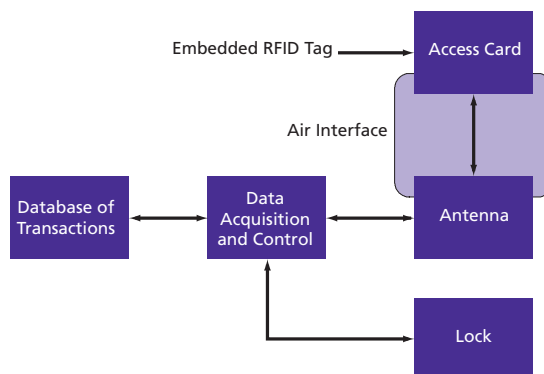 Embedded RFID Tag
Access Card
Air Interface
Database of
Transactions
Data
Acquisition
and Control
Antenna
Lock